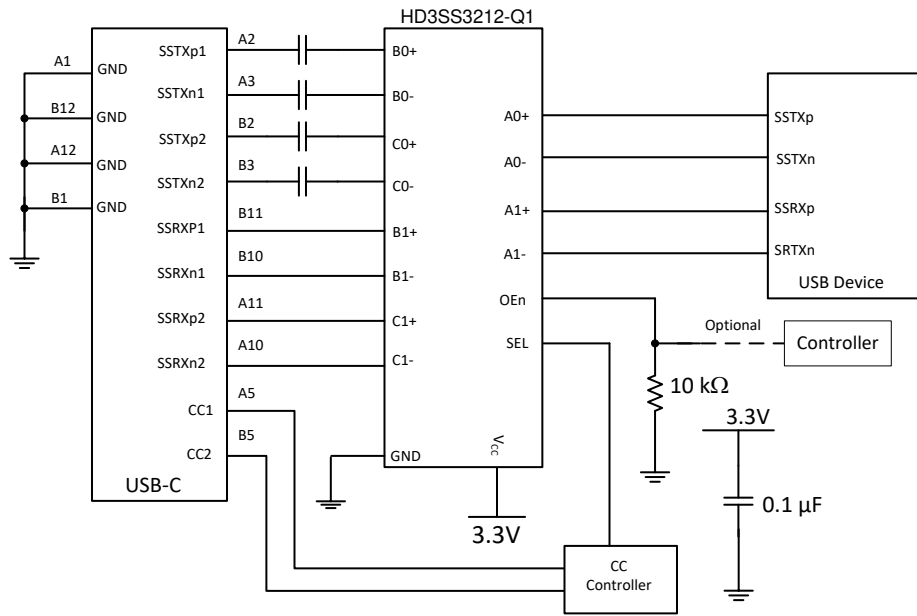 HD3SS3212-Q1
A1
GND
B12
GND
A12
GND
B1
GND
SSTXp1
A2
SSTXn1
A3
SSTXp2
B2
SSTXn2
B3
SSRXP1
B11
SSRXn1
B10
SSRXp2
A11
SSRXn2
A10
CC1
A5
CC2
B5
USB-C
B0+
B0-
C0+
C0-
B1+
B1-
C1+
C1-
GND
A0+
A0-
A1+
A1-
OEn
SEL
VCC
3.3V
SSTXp
SSTXn
SSRXp
SRTXn
USB Device
Optional
Controller
10 kΩ
3.3V
0.1 µF
CC
Controller